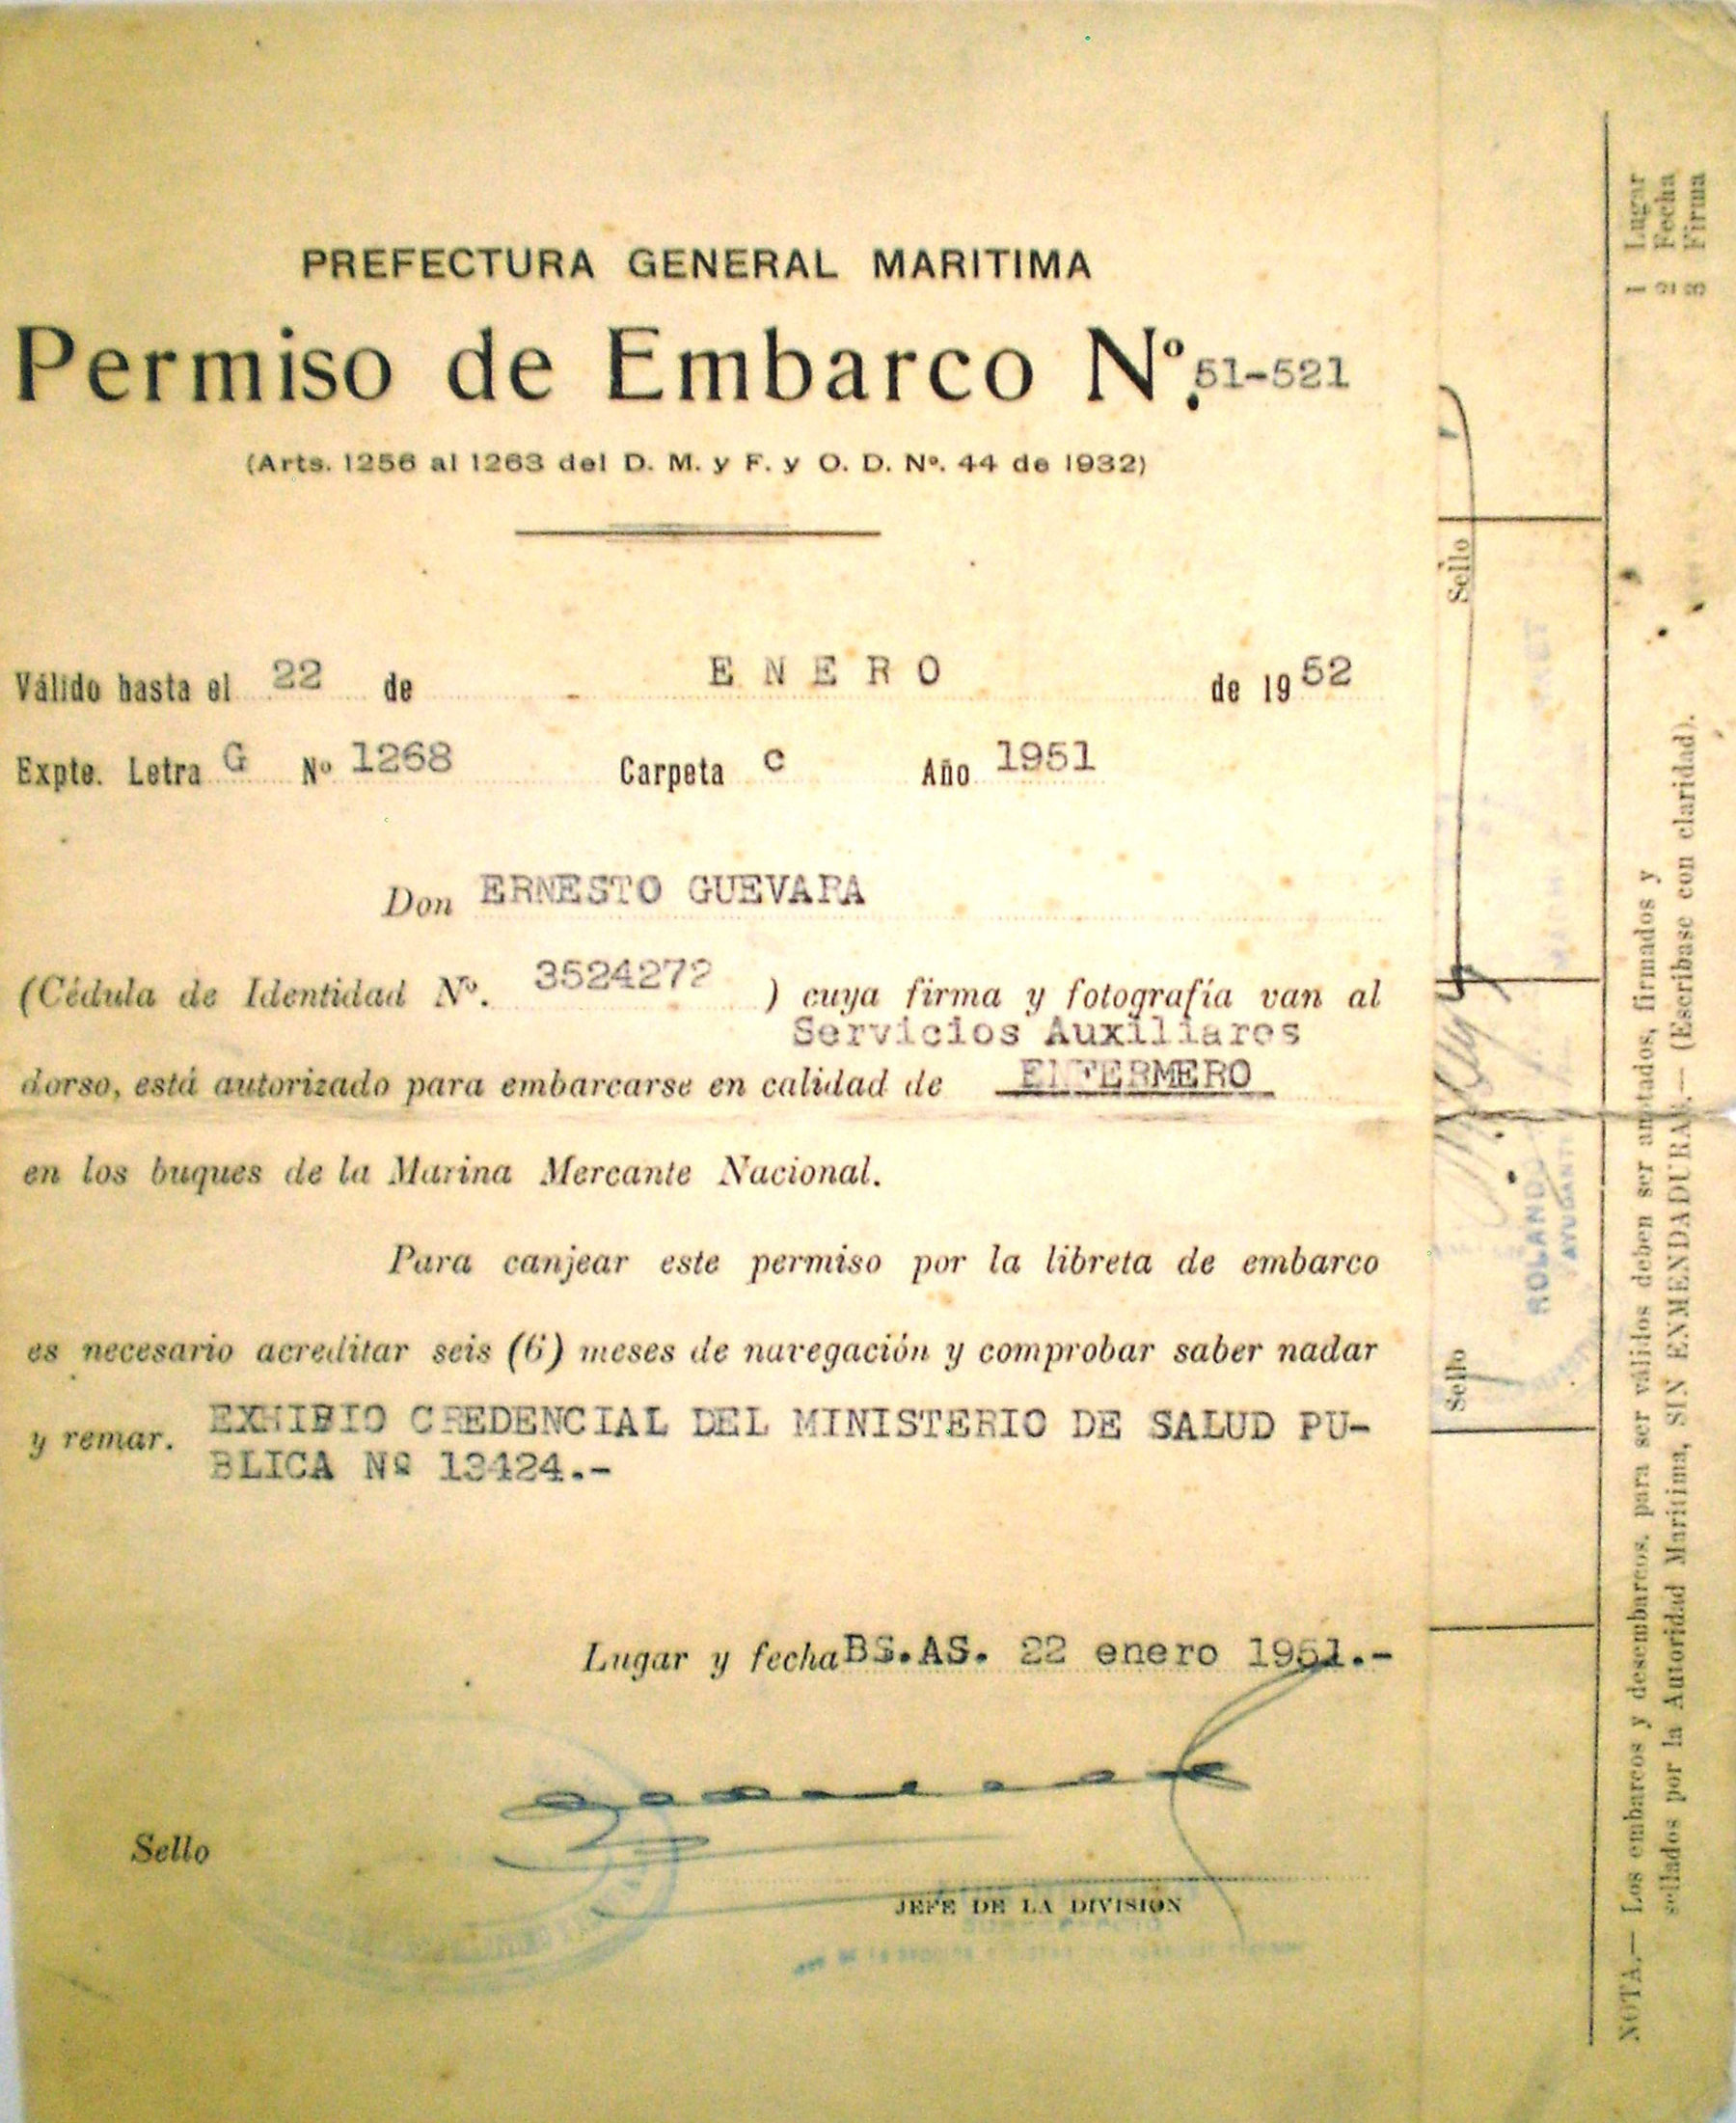 PREFECTURA GENERAL MARITIMA
Permiso de Embarco Nº. 51-521
(Arts. 1256 al 1263 del D. M. y F. y O. D. Nº. 44 de 1932)
Válido hasta el 22 de ENERO de 1952
Expte. Letra G Nº 1268 Carpeta C Año 1951
Don ERNESTO GUEVARA
(Cédula de Identidad Nº. 3524272) cuya firma y fotografía van al
Servicios Auxiliares
dorso, está autorizado para embarcarse en calidad de ENFERMERO
en los buques de la Marina Mercante Nacional.
Para canjear este permiso por la libreta de embarco
es necesario acreditar seis (6) meses de navegación y comprobar saber nadar
y remar. EXHIBIO CREDENCIAL DEL MINISTERIO DE SALUD PU-
BLICA Nº 13424.-
Lugar y fecha BS.AS. 22 enero 1951.-
Sello
JEFE DE LA DIVISION
Sello
Sello
ROLANDO
AYUDANTE
1 Lugar
2 Fecha
3 Firma
NOTA.— Los embarcos y desembarcos, para ser válidos deben ser anotados, firmados y
sellados por la Autoridad Marítima, SIN ENMENDADURAS.— (Escríbase con claridad).